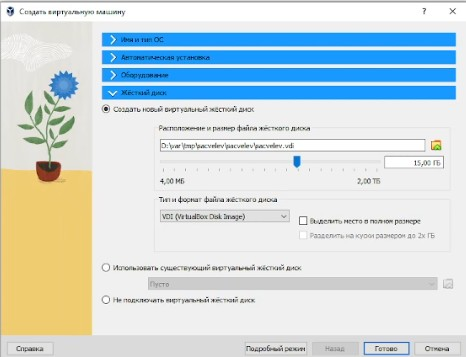 Создать виртуальную машину
? ×
Имя и тип ОС
Автоматическая установка
Оборудование
Жёсткий диск
Создать новый виртуальный жёсткий диск
Расположение и размер файла жёсткого диска
D:\var\tmp\pacvelev\pacvelev\pacvelev.vdi
15,00 ГБ
4,00 МБ 2,00 ТБ
Тип и формат файла жёсткого диска
VDI (VirtualBox Disk Image)
Выделить место в полном размере
Разделить на куски размером до 2х ГБ
Использовать существующий виртуальный жёсткий диск
Пусто
Не подключать виртуальный жёсткий диск
Справка Подробный режим Назад Готово Отмена